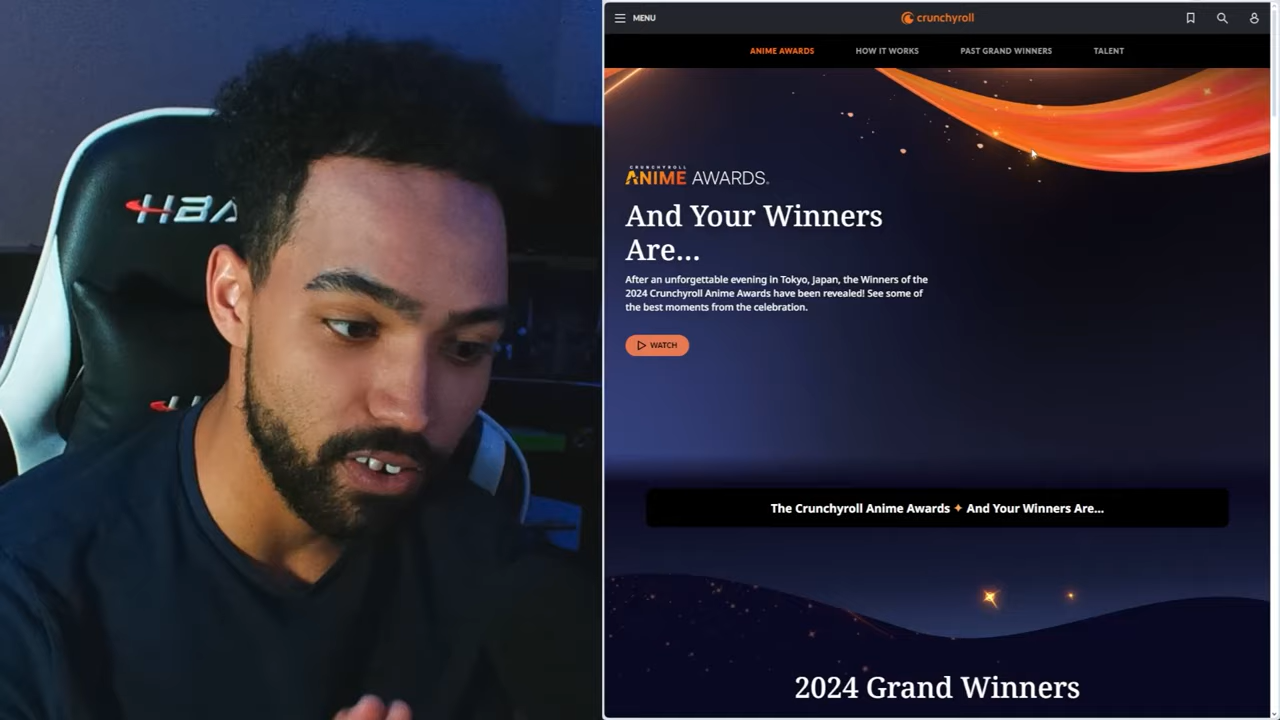 HBA
MENU
crunchyroll
ANIME AWARDS
HOW IT WORKS
PAST GRAND WINNERS
TALENT
CRUNCHYROLL
ANIME AWARDS
And Your Winners
Are...
After an unforgettable evening in Tokyo, Japan, the Winners of the
2024 Crunchyroll Anime Awards have been revealed! See some of
the best moments from the celebration.
WATCH
The Crunchyroll Anime Awards ✦ And Your Winners Are...
2024 Grand Winners